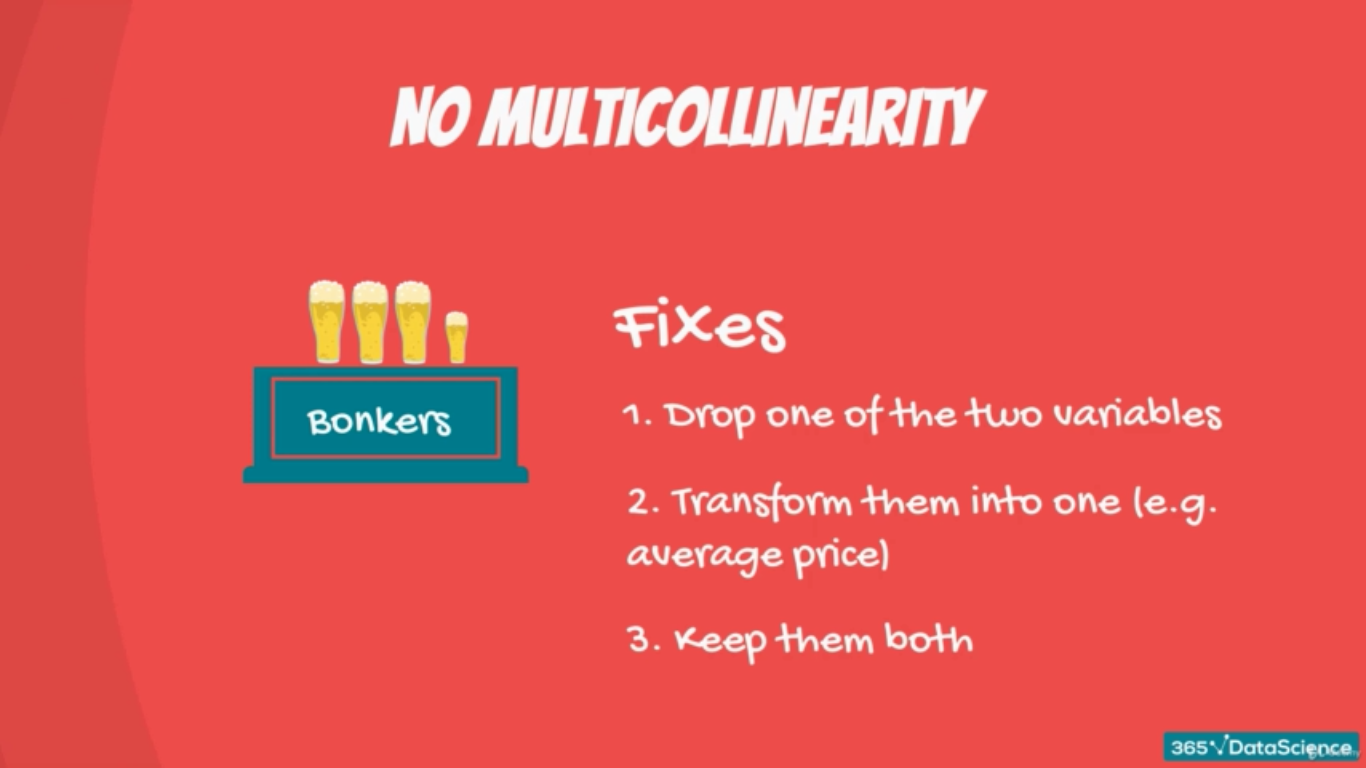 NO MULTICOLLINEARITY
Bonkers
Fixes
1. Drop one of the two variables
2. Transform them into one (e.g.
average price)
3. Keep them both
365 DataScience